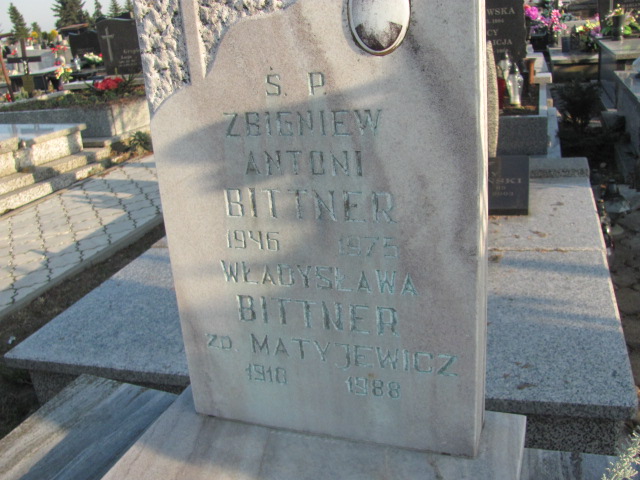 Ś. P.
ZBIGNIEW
ANTONI
BITTNER
1946 1975
WŁADYSŁAWA
BITTNER
ZD. MATYJEWICZ
1918 1988